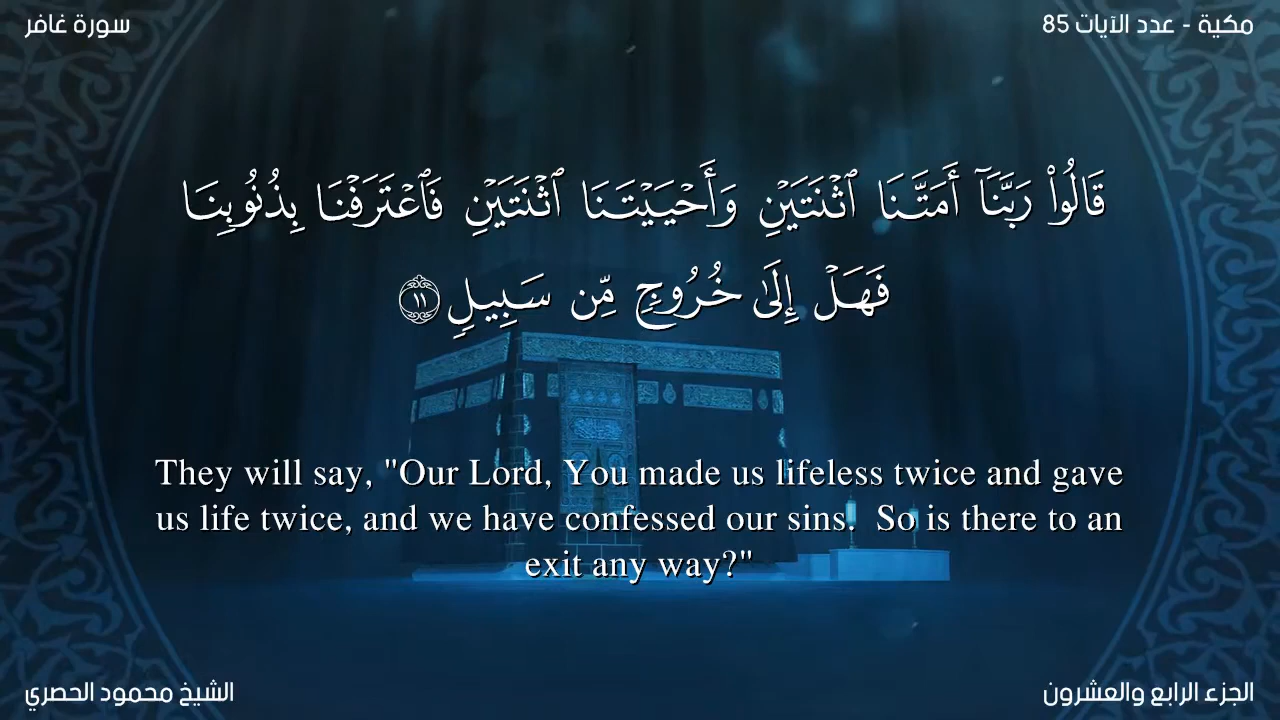 سورة غافر
مكية - عدد الآيات 85
قَالُوا۟ رَبَّنَآ أَمَتَّنَا ٱثْنَتَيْنِ وَأَحْيَيْتَنَا ٱثْنَتَيْنِ فَٱعْتَرَفْنَا بِذُنُوبِنَا
فَهَلْ إِلَىٰ خُرُوجٍ مِّن سَبِيلٍ ١١
They will say, "Our Lord, You made us lifeless twice and gave
us life twice, and we have confessed our sins.  So is there to an
exit any way?"
الشيخ محمود الحصري
الجزء الرابع والعشرون